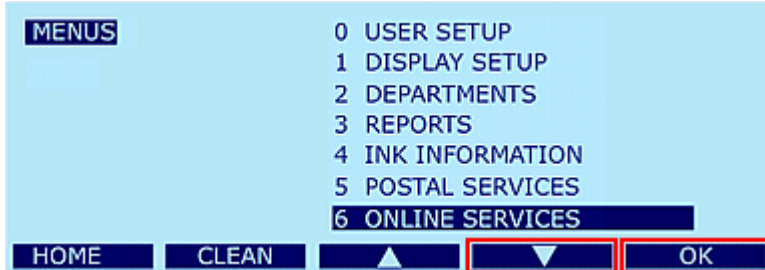 MENUS
0 USER SETUP
1 DISPLAY SETUP
2 DEPARTMENTS
3 REPORTS
4 INK INFORMATION
5 POSTAL SERVICES
6 ONLINE SERVICES
HOME CLEAN ▲ ▼ OK